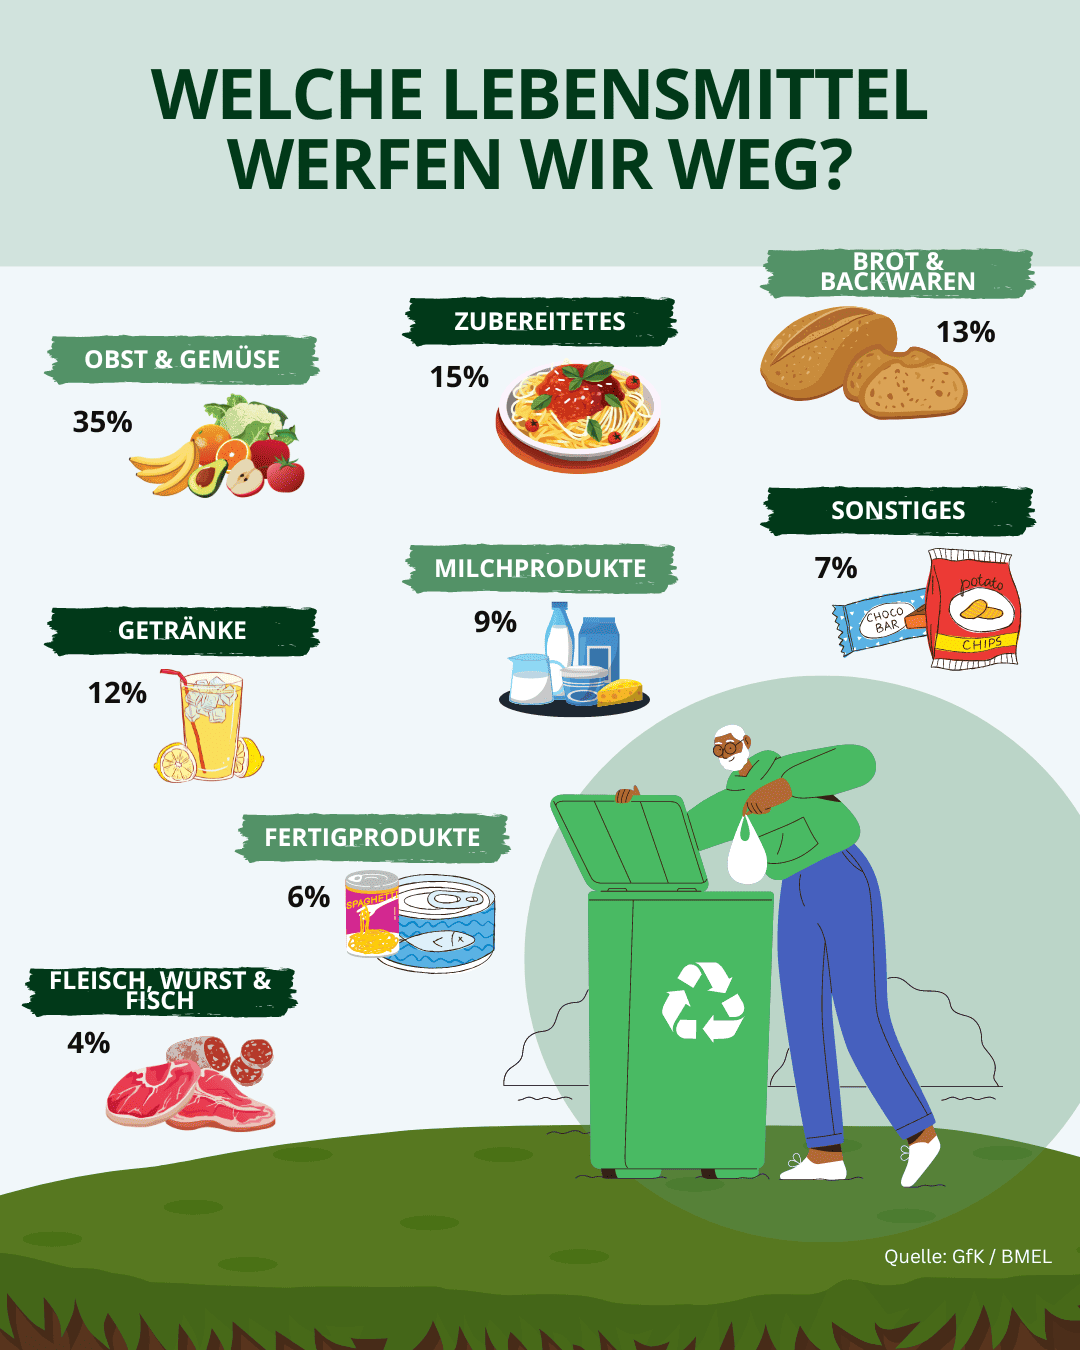 WELCHE LEBENSMITTEL
WERFEN WIR WEG?
BROT &
BACKWAREN
13%
ZUBEREITETES
15%
OBST & GEMÜSE
35%
SONSTIGES
7%
potato
CHIPS
CHOCO
BAR
MILCHPRODUKTE
9%
GETRÄNKE
12%
FERTIGPRODUKTE
6%
SPAGHETTI
FLEISCH, WURST &
FISCH
4%
Quelle: GfK / BMEL